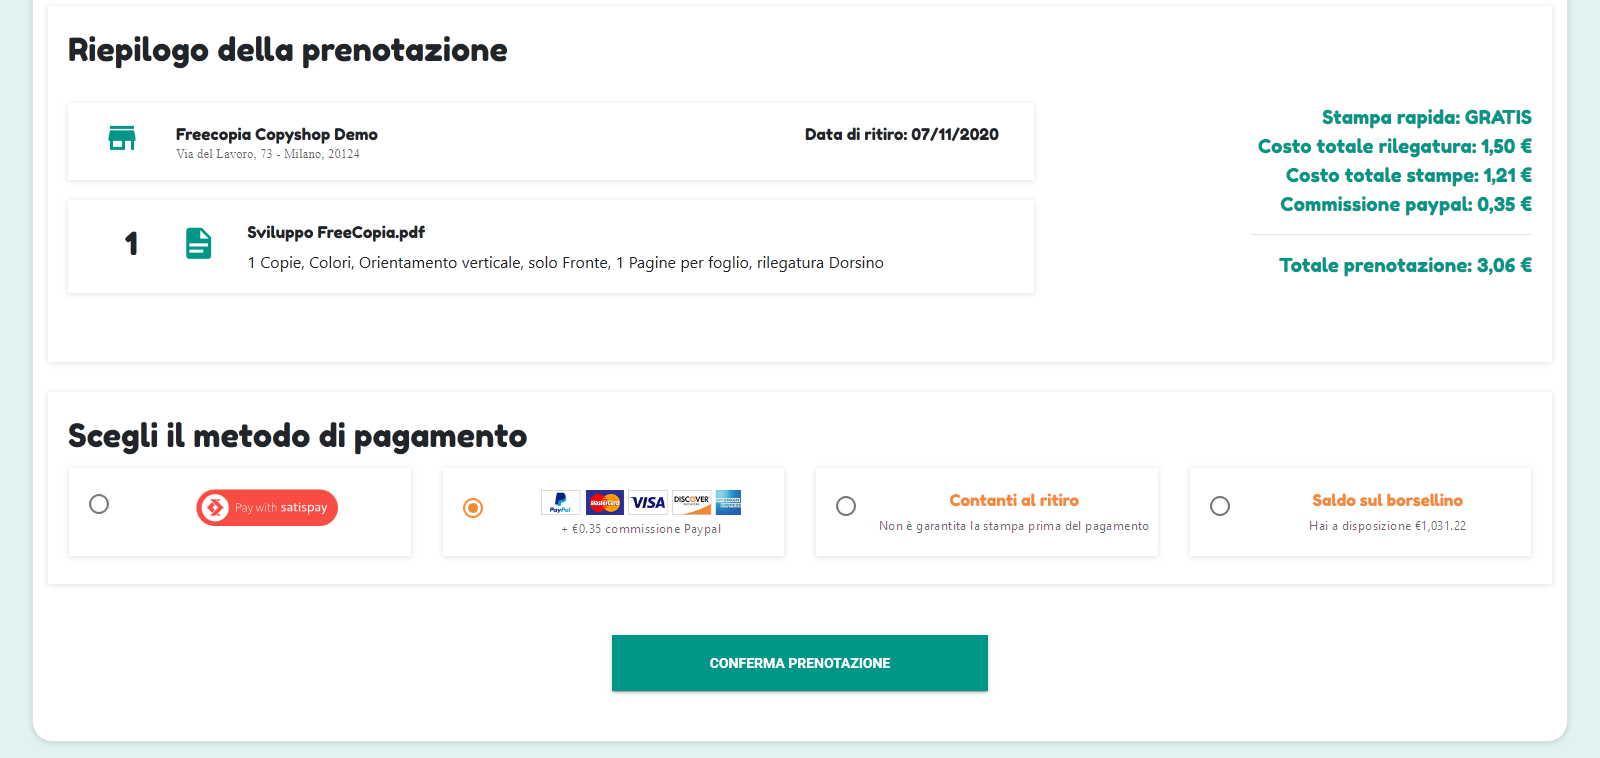 Riepilogo della prenotazione
Freecopia Copyshop Demo
Via del Lavoro, 73 - Milano, 20124
Data di ritiro: 07/11/2020
1
Sviluppo FreeCopia.pdf
1 Copie, Colori, Orientamento verticale, solo Fronte, 1 Pagine per foglio, rilegatura Dorsino
Stampa rapida: GRATIS
Costo totale rilegatura: 1,50 €
Costo totale stampe: 1,21 €
Commissione paypal: 0,35 €
Totale prenotazione: 3,06 €
Scegli il metodo di pagamento
Pay with satispay
PayPal MasterCard VISA DISCOVER AMERICAN EXPRESS
+ €0.35 commissione Paypal
Contanti al ritiro
Non è garantita la stampa prima del pagamento
Saldo sul borsellino
Hai a disposizione €1,031.22
CONFERMA PRENOTAZIONE